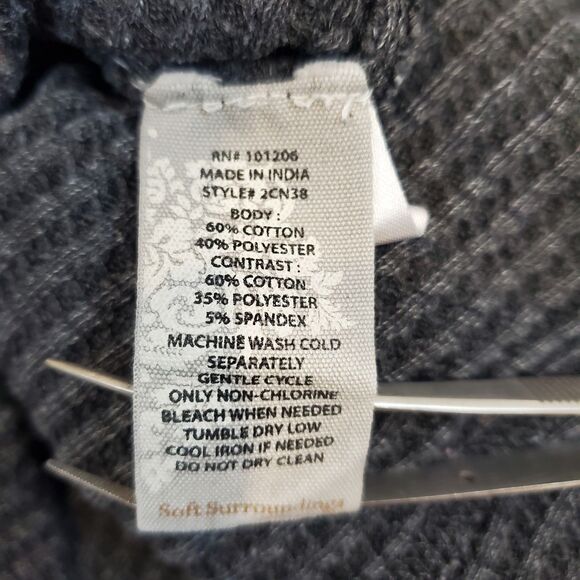 RN# 101206
MADE IN INDIA
STYLE# 2CN38
BODY :
60% COTTON
40% POLYESTER
CONTRAST :
60% COTTON
35% POLYESTER
5% SPANDEX
MACHINE WASH COLD
SEPARATELY
GENTLE CYCLE
ONLY NON-CHLORINE
BLEACH WHEN NEEDED
TUMBLE DRY LOW
COOL IRON IF NEEDED
DO NOT DRY CLEAN
Soft Surroundings